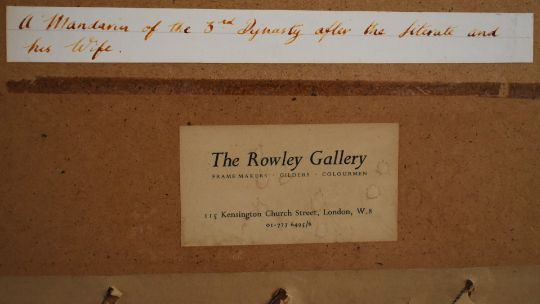 A Mandarin of the 3rd Dynasty after the Literate and
his Wife.
The Rowley Gallery
FRAME MAKERS · GILDERS · COLOURMEN
115 Kensington Church Street, London, W.8
01-727 6495/6